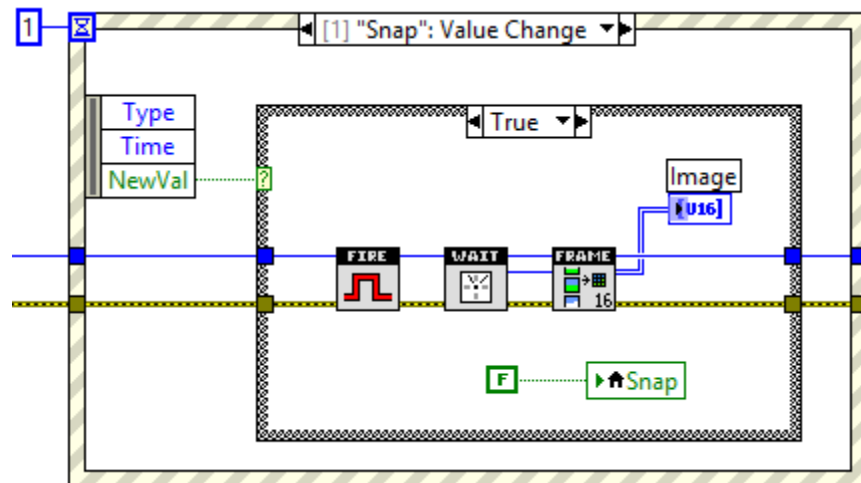 1
[1] "Snap": Value Change
Type
Time
NewVal
True
?
Image
[U16]
FIRE
WAIT
FRAME
16
F
Snap